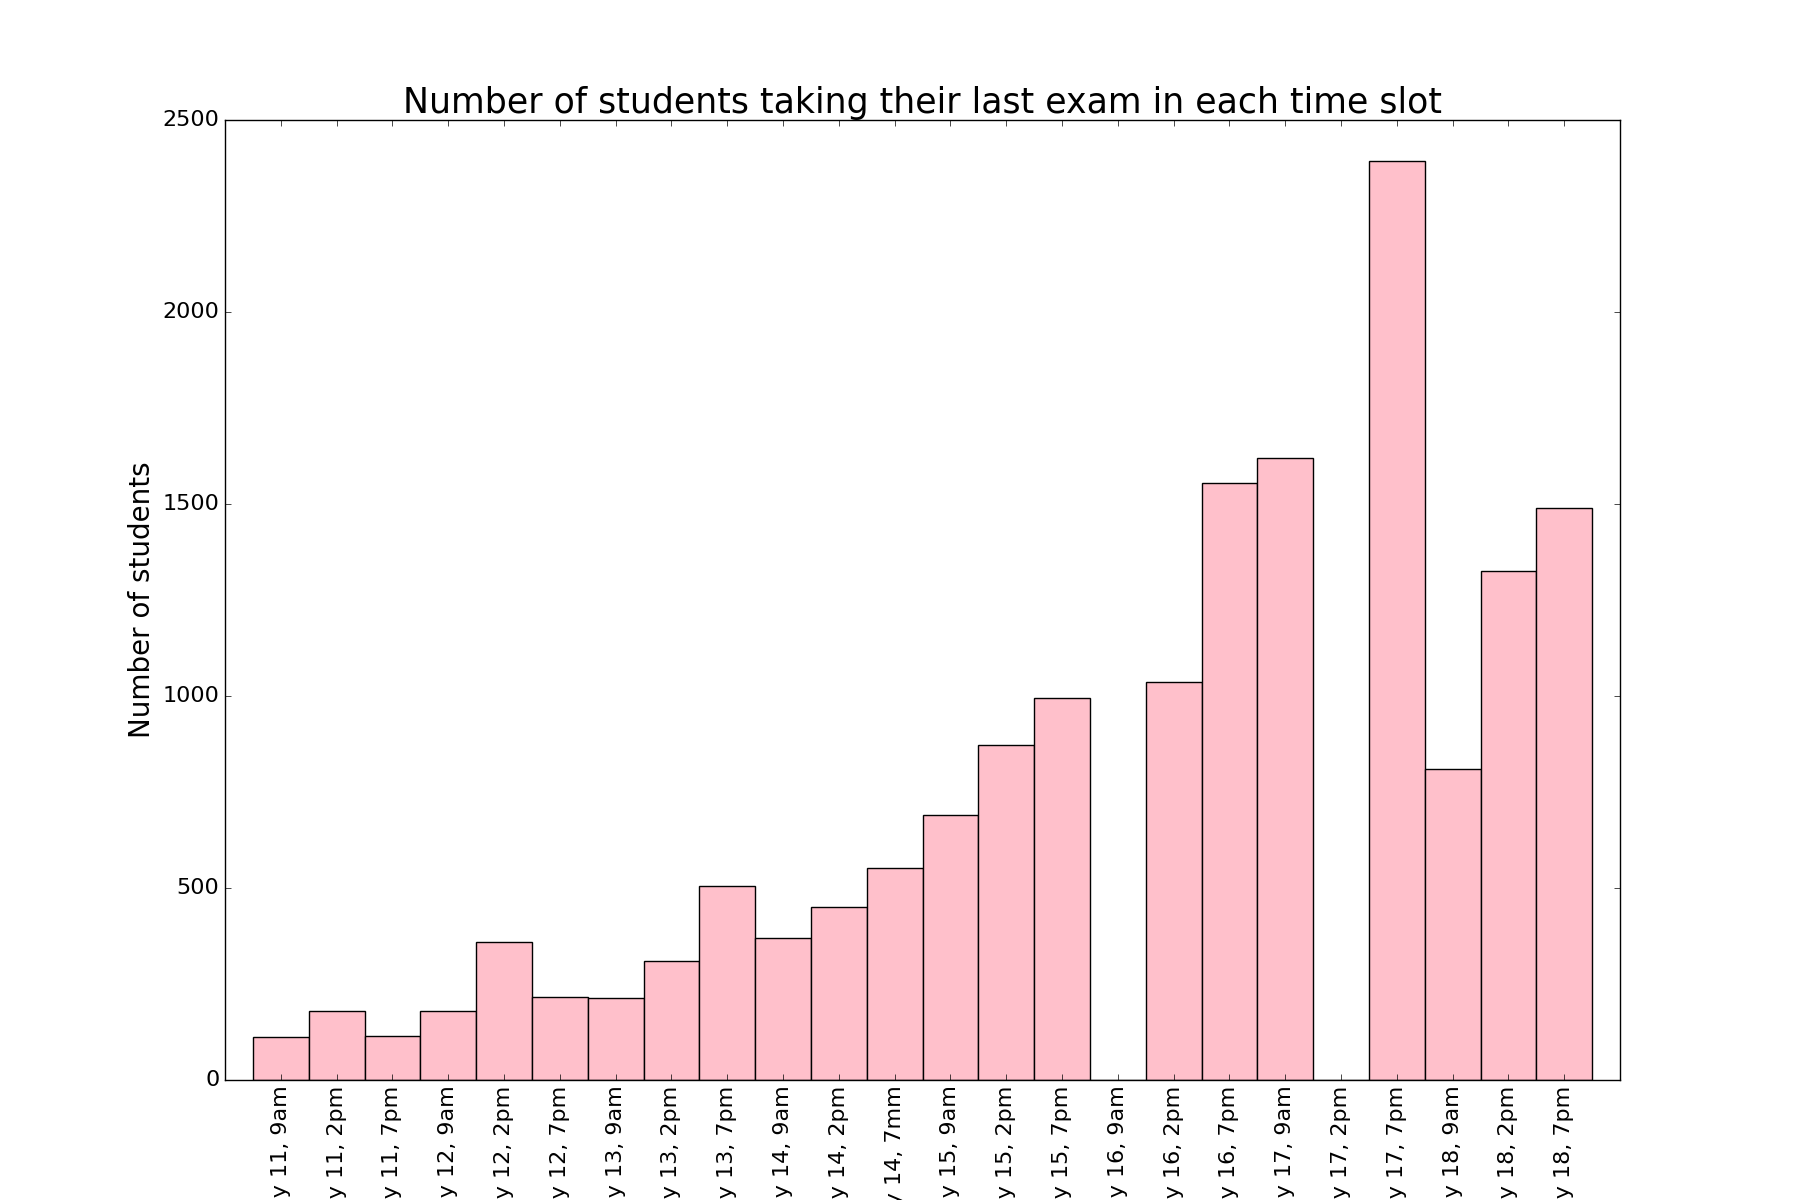 Number of students taking their last exam in each time slot
Number of students
2500
2000
1500
1000
500
0
y 11, 9am
y 11, 2pm
y 11, 7pm
y 12, 9am
y 12, 2pm
y 12, 7pm
y 13, 9am
y 13, 2pm
y 13, 7pm
y 14, 9am
y 14, 2pm
y 14, 7mm
y 15, 9am
y 15, 2pm
y 15, 7pm
y 16, 9am
y 16, 2pm
y 16, 7pm
y 17, 9am
y 17, 2pm
y 17, 7pm
y 18, 9am
y 18, 2pm
y 18, 7pm